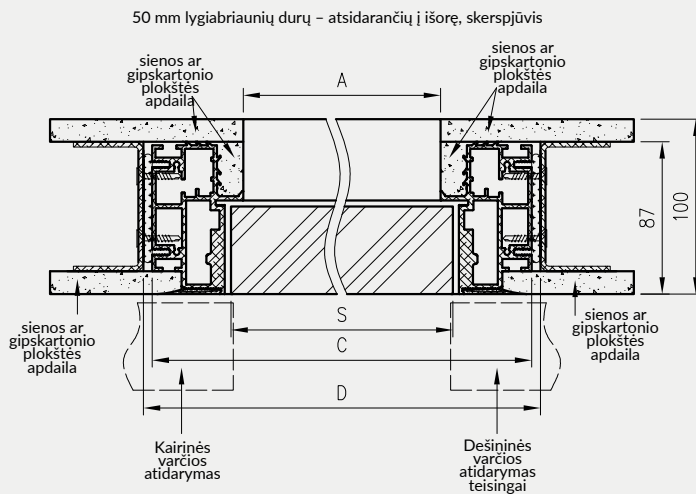 50 mm lygiabriaunių durų – atsidarančių į išorę, skerspjūvis
sienos ar
gipskartonio
plokštės
apdaila
sienos ar
gipskartonio
plokštės
apdaila
A
87
100
S
C
D
sienos ar
gipskartonio
plokštės
apdaila
sienos ar
gipskartonio
plokštės
apdaila
Kairinės
varčios
atidarymas
Dešininės
varčios
atidarymas
teisingai